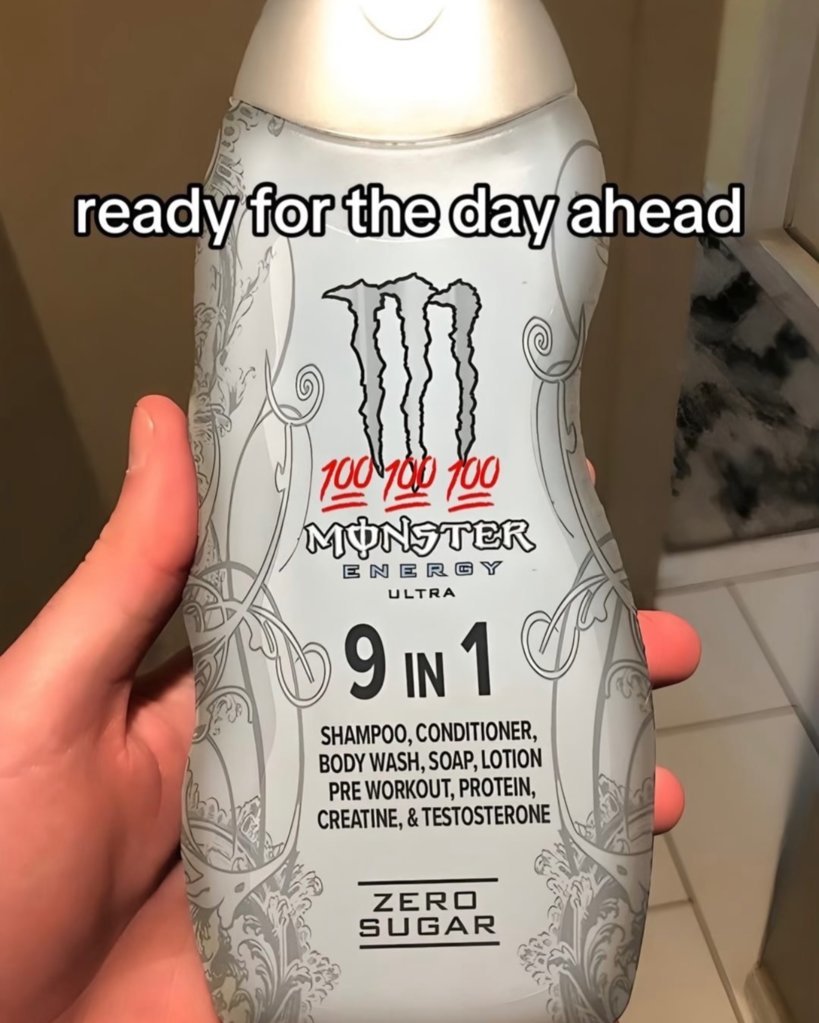 ready for the day ahead
100 100 100
MONSTER
ENERGY
ULTRA
9 IN 1
SHAMPOO, CONDITIONER,
BODY WASH, SOAP, LOTION
PRE WORKOUT, PROTEIN,
CREATINE, & TESTOSTERONE
ZERO
SUGAR